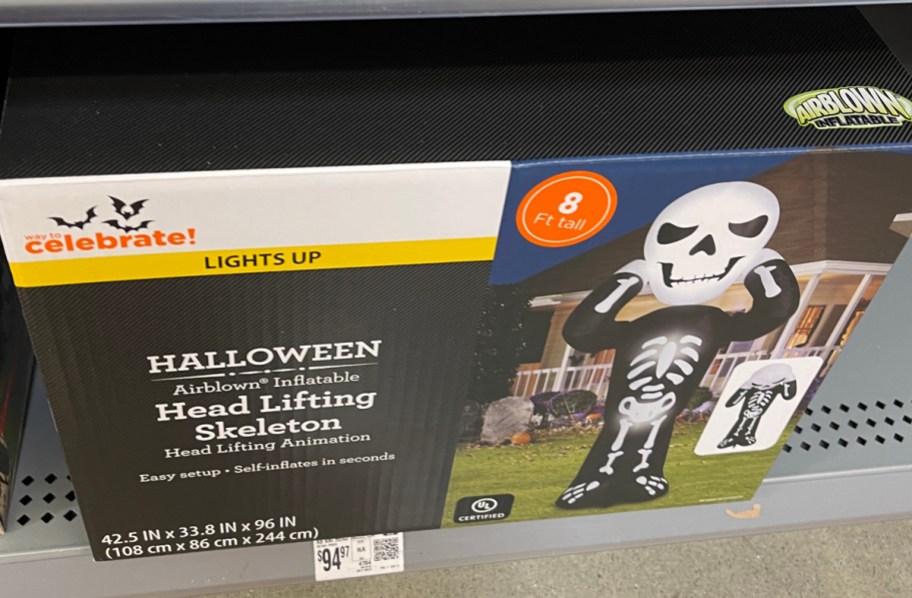 AIRBLOWN
INFLATABLE
way to
celebrate!
LIGHTS UP
8
Ft tall
HALLOWEEN
Airblown® Inflatable
Head Lifting
Skeleton
Head Lifting Animation
Easy setup • Self-inflates in seconds
UL
CERTIFIED
42.5 IN x 33.8 IN x 96 IN
(108 cm x 86 cm x 244 cm)
$94.97